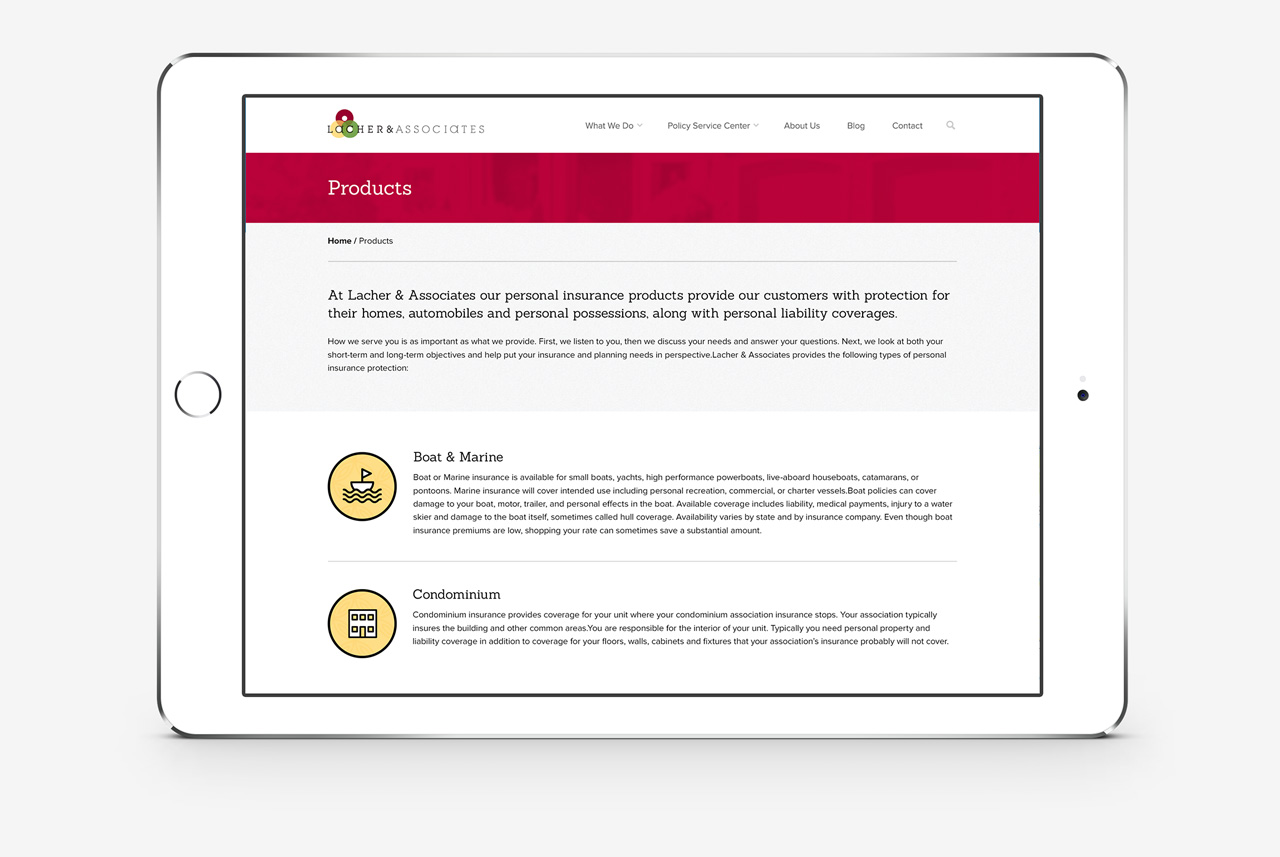 LaCHER&ASSOCIATES
What We Do
Policy Service Center
About Us
Blog
Contact
Products
Home / Products
At Lacher & Associates our personal insurance products provide our customers with protection for
their homes, automobiles and personal possessions, along with personal liability coverages.
How we serve you is as important as what we provide. First, we listen to you, then we discuss your needs and answer your questions. Next, we look at both your
short-term and long-term objectives and help put your insurance and planning needs in perspective.Lacher & Associates provides the following types of personal
insurance protection:
Boat & Marine
Boat or Marine insurance is available for small boats, yachts, high performance powerboats, live-aboard houseboats, catamarans, or
pontoons. Marine insurance will cover intended use including personal recreation, commercial, or charter vessels.Boat policies can cover
damage to your boat, motor, trailer, and personal effects in the boat. Available coverage includes liability, medical payments, injury to a water
skier and damage to the boat itself, sometimes called hull coverage. Availability varies by state and by insurance company. Even though boat
insurance premiums are low, shopping your rate can sometimes save a substantial amount.
Condominium
Condominium insurance provides coverage for your unit where your condominium association insurance stops. Your association typically
insures the building and other common areas.You are responsible for the interior of your unit. Typically you need personal property and
liability coverage in addition to coverage for your floors, walls, cabinets and fixtures that your association's insurance probably will not cover.